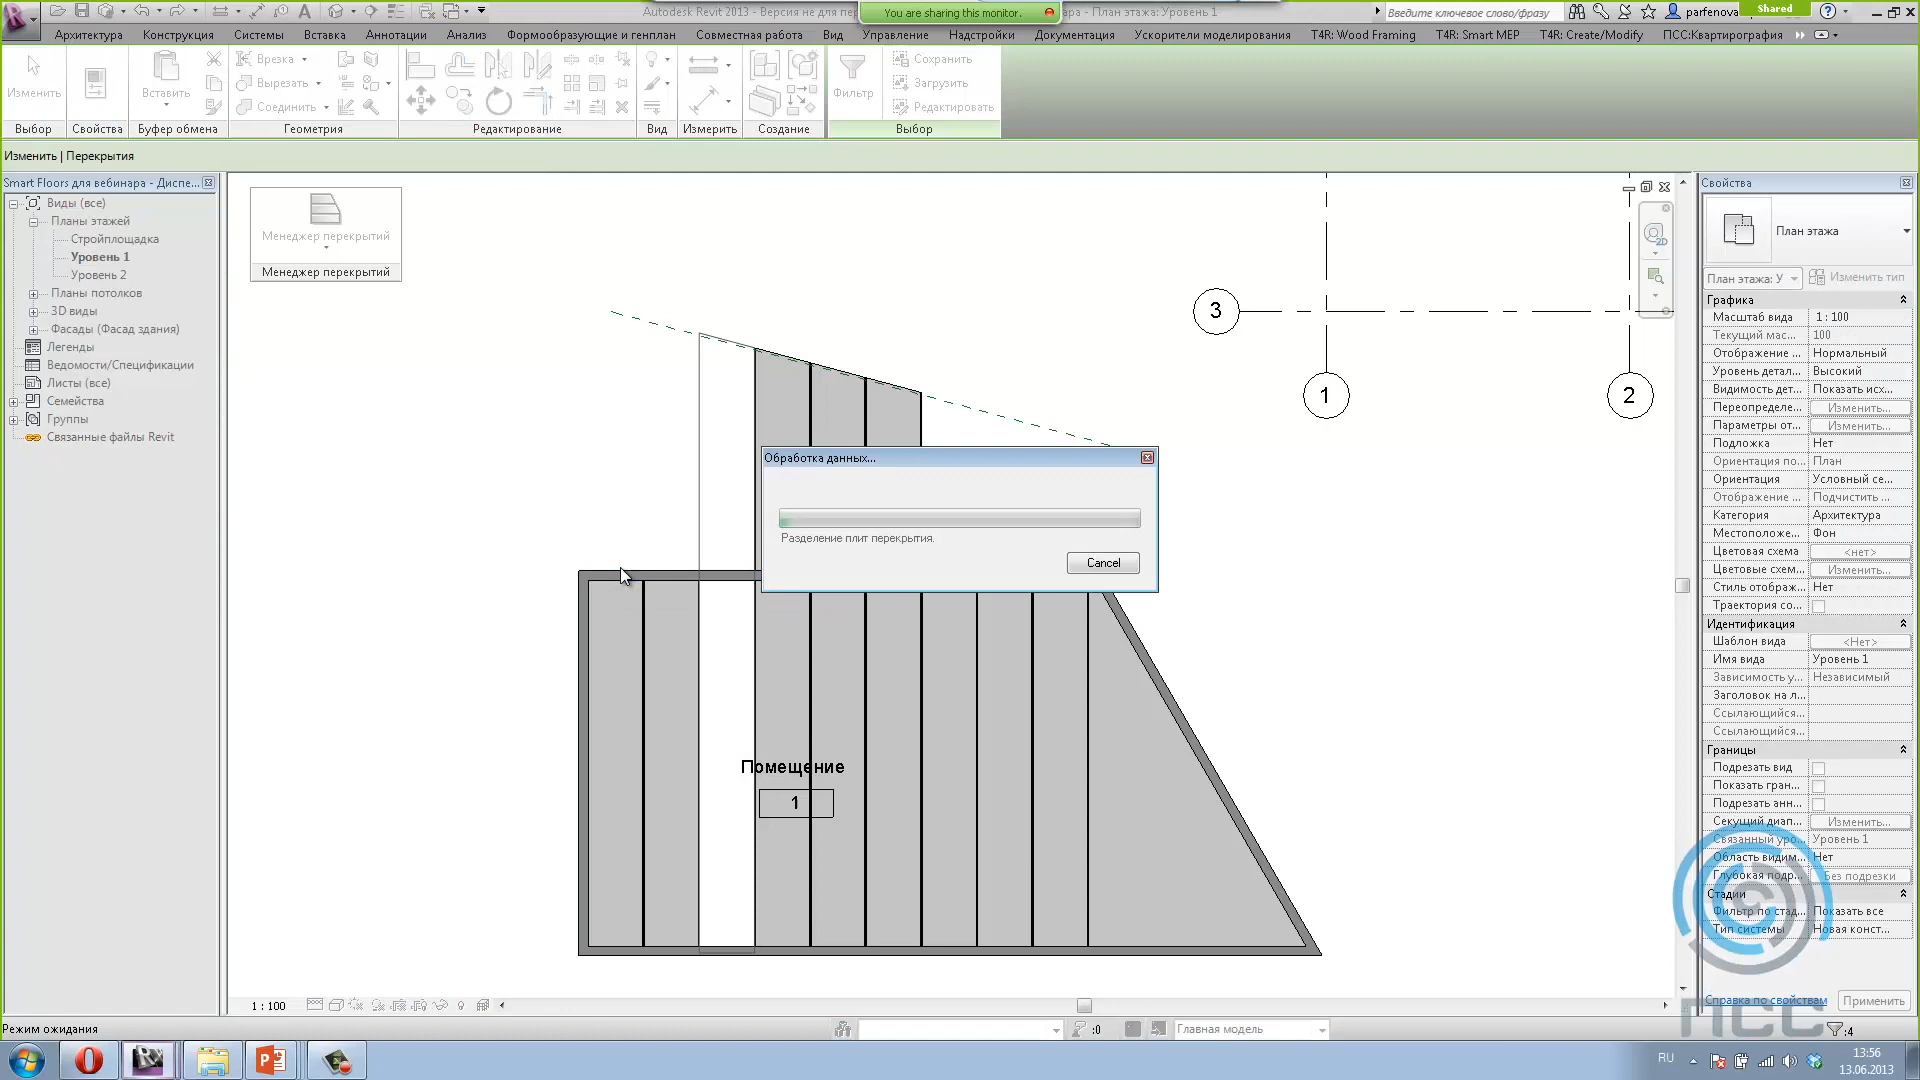 Autodesk Revit 2013 - Версия не для пе
You are sharing this monitor.
ара - План этажа: Уровень 1
Введите ключевое слово/фразу
parfenova
Shared
Архитектура Конструкция Системы Вставка Аннотации Анализ Формообразующие и генплан Совместная работа Вид Управление Надстройки Документация Ускорители моделирования T4R: Wood Framing T4R: Smart MEP T4R: Create/Modify ПСС:Квартирография
Изменить
Вставить
Врезка
Вырезать
Соединить
Фильтр
Сохранить
Загрузить
Редактировать
Выбор Свойства Буфер обмена Геометрия Редактирование Вид Измерить Создание Выбор
Изменить | Перекрытия
Smart Floors для вебинара - Диспе...
Виды (все)
Планы этажей
Стройплощадка
Уровень 1
Уровень 2
Планы потолков
3D виды
Фасады (Фасад здания)
Легенды
Ведомости/Спецификации
Листы (все)
Семейства
Группы
Связанные файлы Revit
Менеджер перекрытий
Менеджер перекрытий
2D
3
1
2
Обработка данных...
Разделение плит перекрытия.
Cancel
Помещение
1
Свойства
План этажа
План этажа: У
Изменить тип
Графика
Масштаб вида 1 : 100
Текущий мас... 100
Отображение ... Нормальный
Уровень детал... Высокий
Видимость дет... Показать исх...
Переопределе... Изменить...
Параметры от... Изменить...
Подложка Нет
Ориентация по... План
Ориентация Условный се...
Отображение ... Подчистить ...
Категория Архитектура
Местоположе... Фон
Цветовая схема <нет>
Цветовые схем... Изменить...
Стиль отображ... Нет
Траектория со...
Идентификация
Шаблон вида <Нет>
Имя вида Уровень 1
Зависимость у... Независимый
Заголовок на л...
Ссылающийся...
Ссылающийся...
Границы
Подрезать вид
Показать гран...
Подрезать анн...
Секущий диап... Изменить...
Связанный уро... Уровень 1
Область видим... Нет
Глубокая подр... Без подрезки
Стадии
Фильтр по стад... Показать все
Тип системы Новая конст...
Справка по свойствам
Применить
ПСС
1 : 100
Режим ожидания
:0
Главная модель
:4
RU
13:56
13.06.2013